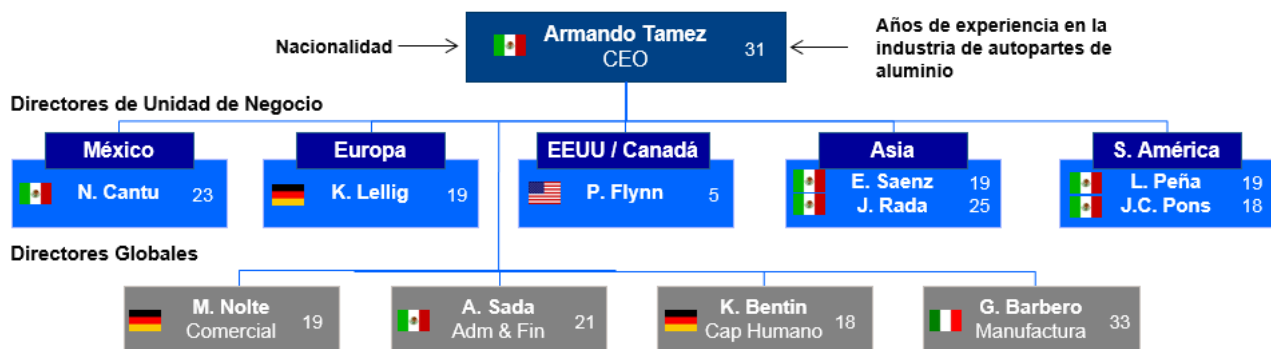 Nacionalidad
Armando Tamez
CEO
31
Años de experiencia en la
industria de autopartes de
aluminio
Directores de Unidad de Negocio
México
N. Cantu 23
Europa
K. Lellig 19
EEUU / Canadá
P. Flynn 5
Asia
E. Saenz 19
J. Rada 25
S. América
L. Peña 19
J.C. Pons 18
Directores Globales
M. Nolte
Comercial
19
A. Sada
Adm & Fin
21
K. Bentin
Cap Humano
18
G. Barbero
Manufactura
33